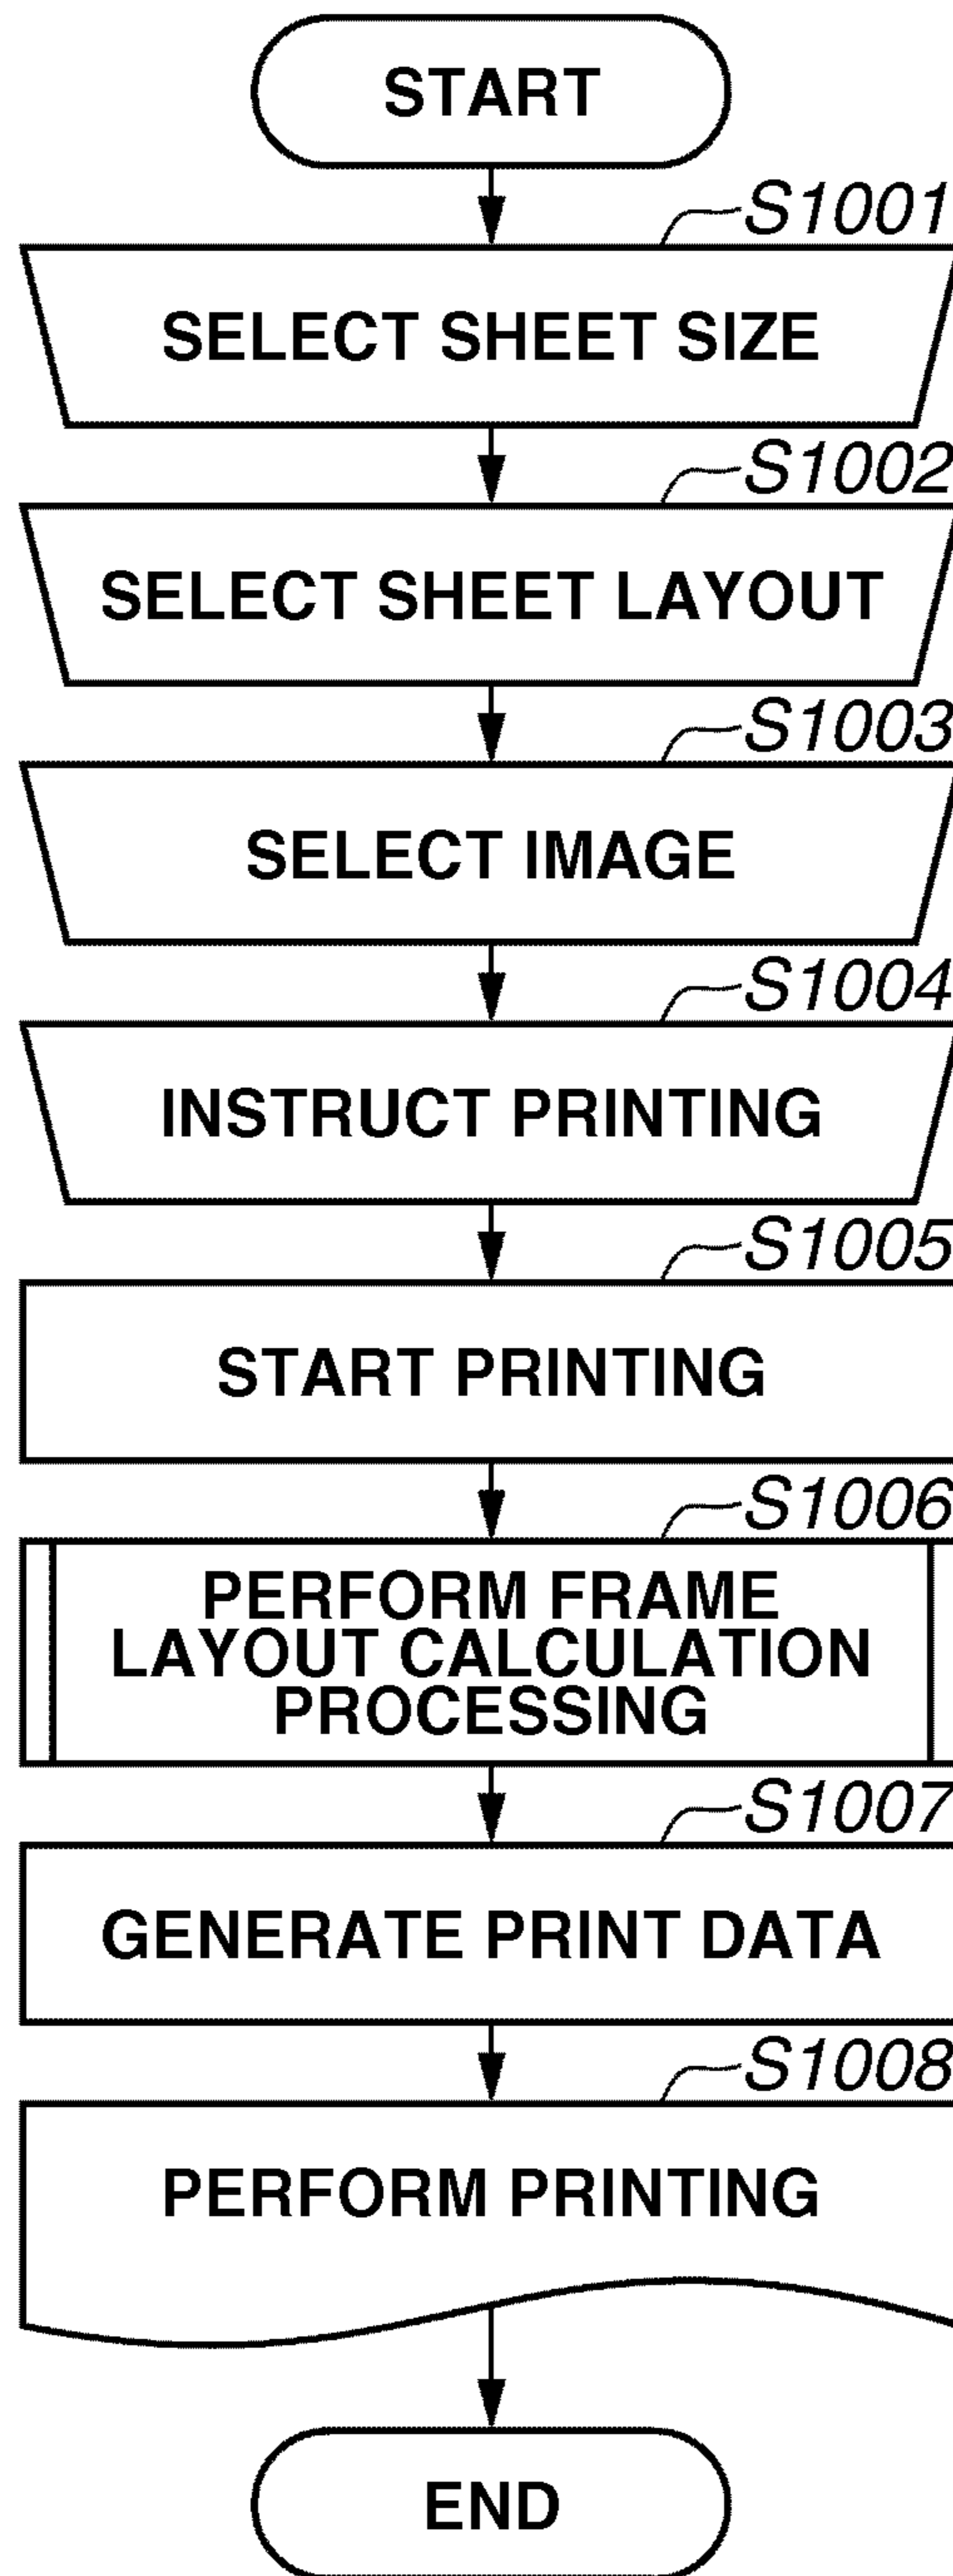 START
S1001
SELECT SHEET SIZE
S1002
SELECT SHEET LAYOUT
S1003
SELECT IMAGE
S1004
INSTRUCT PRINTING
S1005
START PRINTING
S1006
PERFORM FRAME
LAYOUT CALCULATION
PROCESSING
S1007
GENERATE PRINT DATA
S1008
PERFORM PRINTING
END